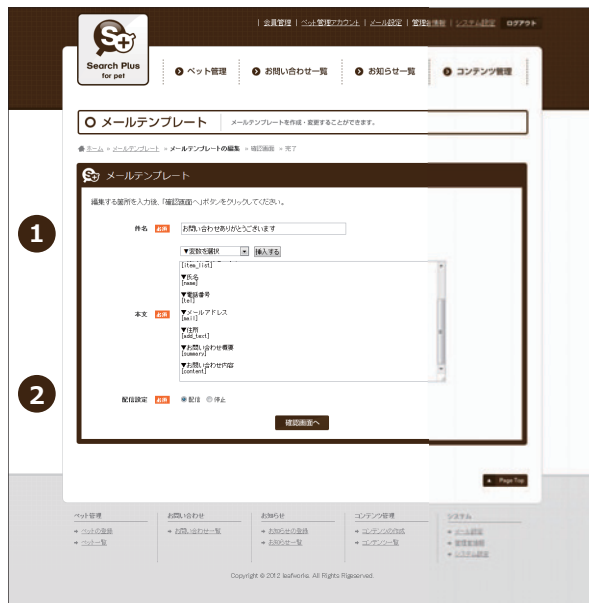 | 会員管理 | ペット管理アカウント | メール設定 | 管理者情報 | システム設定 ログアウト
S+
Search Plus
for pet
ペット管理 お問い合わせ一覧 お知らせ一覧 コンテンツ管理
メールテンプレート メールテンプレートを作成・変更することができます。
ホーム » メールテンプレート » メールテンプレートの編集 » 確認画面 » 完了
S+ メールテンプレート
編集する箇所を入力後、「確認画面へ」ボタンをクリックしてください。
1
件名 必須 お問い合わせありがとうございます
▼変数を選択 挿入する
[item_list]
▼氏名
[name]
▼電話番号
[tel]
本文 必須
▼メールアドレス
[mail]
▼住所
[add_text]
▼お問い合わせ概要
[summery]
▼お問い合わせ内容
[content]
2
配信設定 必須 配信 停止
確認画面へ
▲ Page Top
ペット管理 お問い合わせ お知らせ コンテンツ管理 システム
ペットの登録 お問い合わせ一覧 お知らせの登録 コンテンツの作成 メール設定
ペット一覧 お知らせ一覧 コンテンツ一覧 管理者情報
システム設定
Copyright © 2012 leafworks. All Rights Rigeserved.